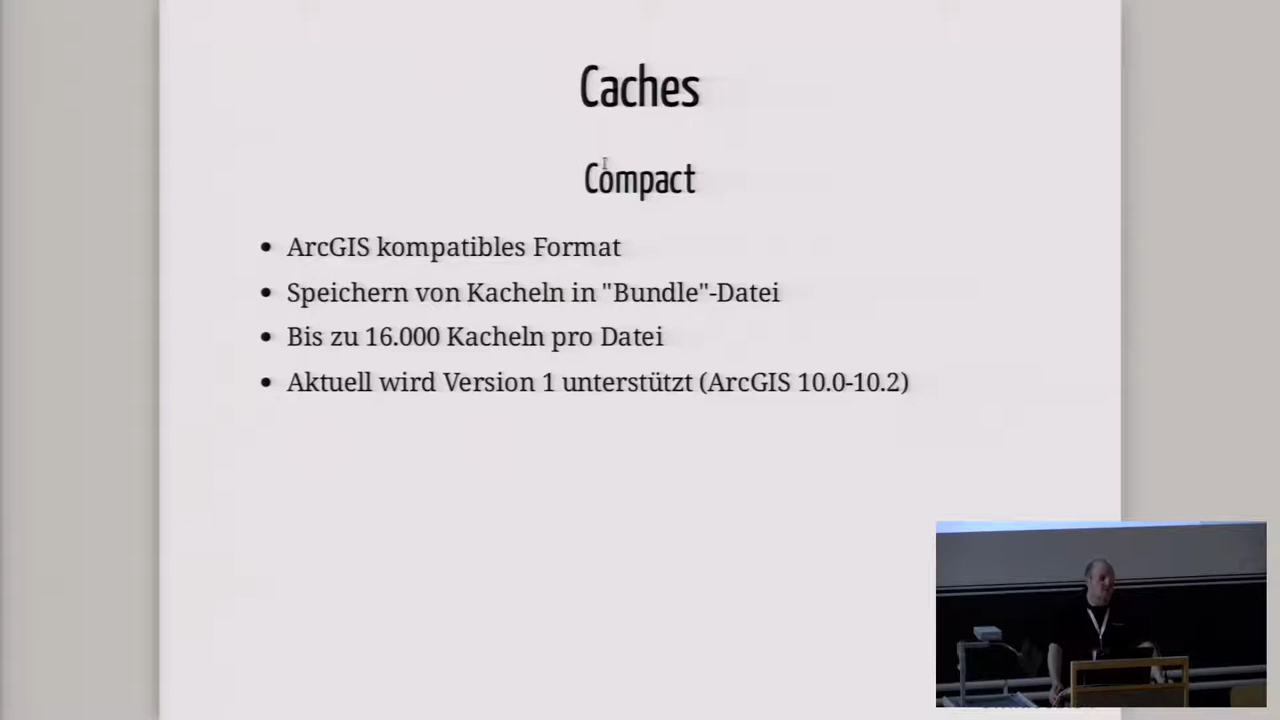 Caches
Compact
ArcGIS kompatibles Format
Speichern von Kacheln in "Bundle"-Datei
Bis zu 16.000 Kacheln pro Datei
Aktuell wird Version 1 unterstützt (ArcGIS 10.0-10.2)